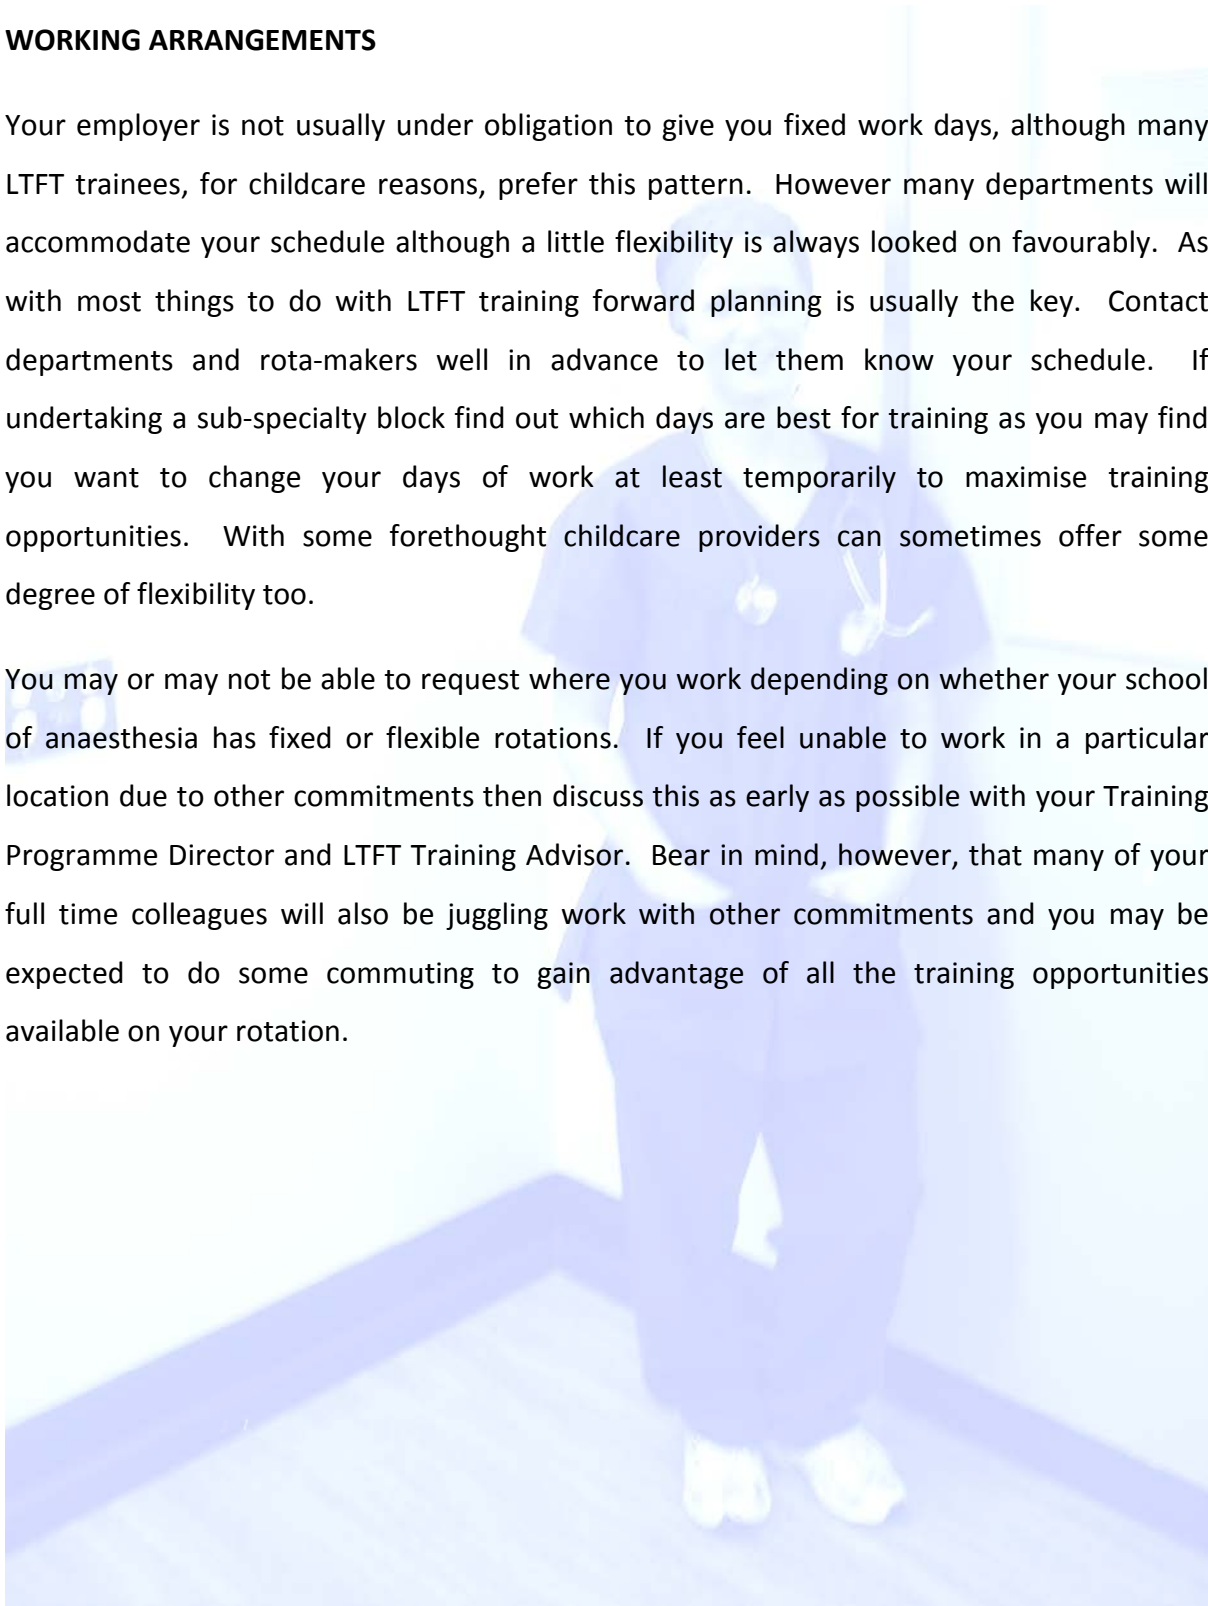 WORKING ARRANGEMENTS
Your employer is not usually under obligation to give you fixed work days, although many
LTFT trainees, for childcare reasons, prefer this pattern. However many departments will
accommodate your schedule although a little flexibility is always looked on favourably. As
with most things to do with LTFT training forward planning is usually the key. Contact
departments and rota-makers well in advance to let them know your schedule. If
undertaking a sub-specialty block find out which days are best for training as you may find
you want to change your days of work at least temporarily to maximise training
opportunities. With some forethought childcare providers can sometimes offer some
degree of flexibility too.
You may or may not be able to request where you work depending on whether your school
of anaesthesia has fixed or flexible rotations. If you feel unable to work in a particular
location due to other commitments then discuss this as early as possible with your Training
Programme Director and LTFT Training Advisor. Bear in mind, however, that many of your
full time colleagues will also be juggling work with other commitments and you may be
expected to do some commuting to gain advantage of all the training opportunities
available on your rotation.